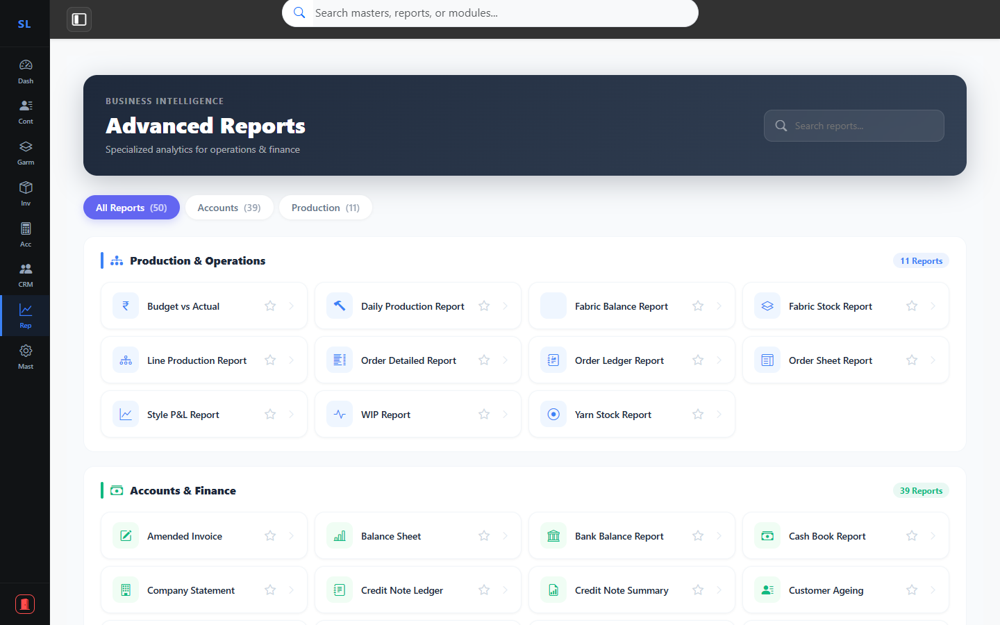 SL
Search masters, reports, or modules...
Dash
Cont
Garm
Inv
Acc
CRM
Rep
Mast
BUSINESS INTELLIGENCE
Advanced Reports
Specialized analytics for operations & finance
Search reports...
All Reports (50)
Accounts (39)
Production (11)
Production & Operations
11 Reports
₹ Budget vs Actual
Daily Production Report
Fabric Balance Report
Fabric Stock Report
Line Production Report
Order Detailed Report
Order Ledger Report
Order Sheet Report
Style P&L Report
WIP Report
Yarn Stock Report
Accounts & Finance
39 Reports
Amended Invoice
Balance Sheet
Bank Balance Report
Cash Book Report
Company Statement
Credit Note Ledger
Credit Note Summary
Customer Ageing